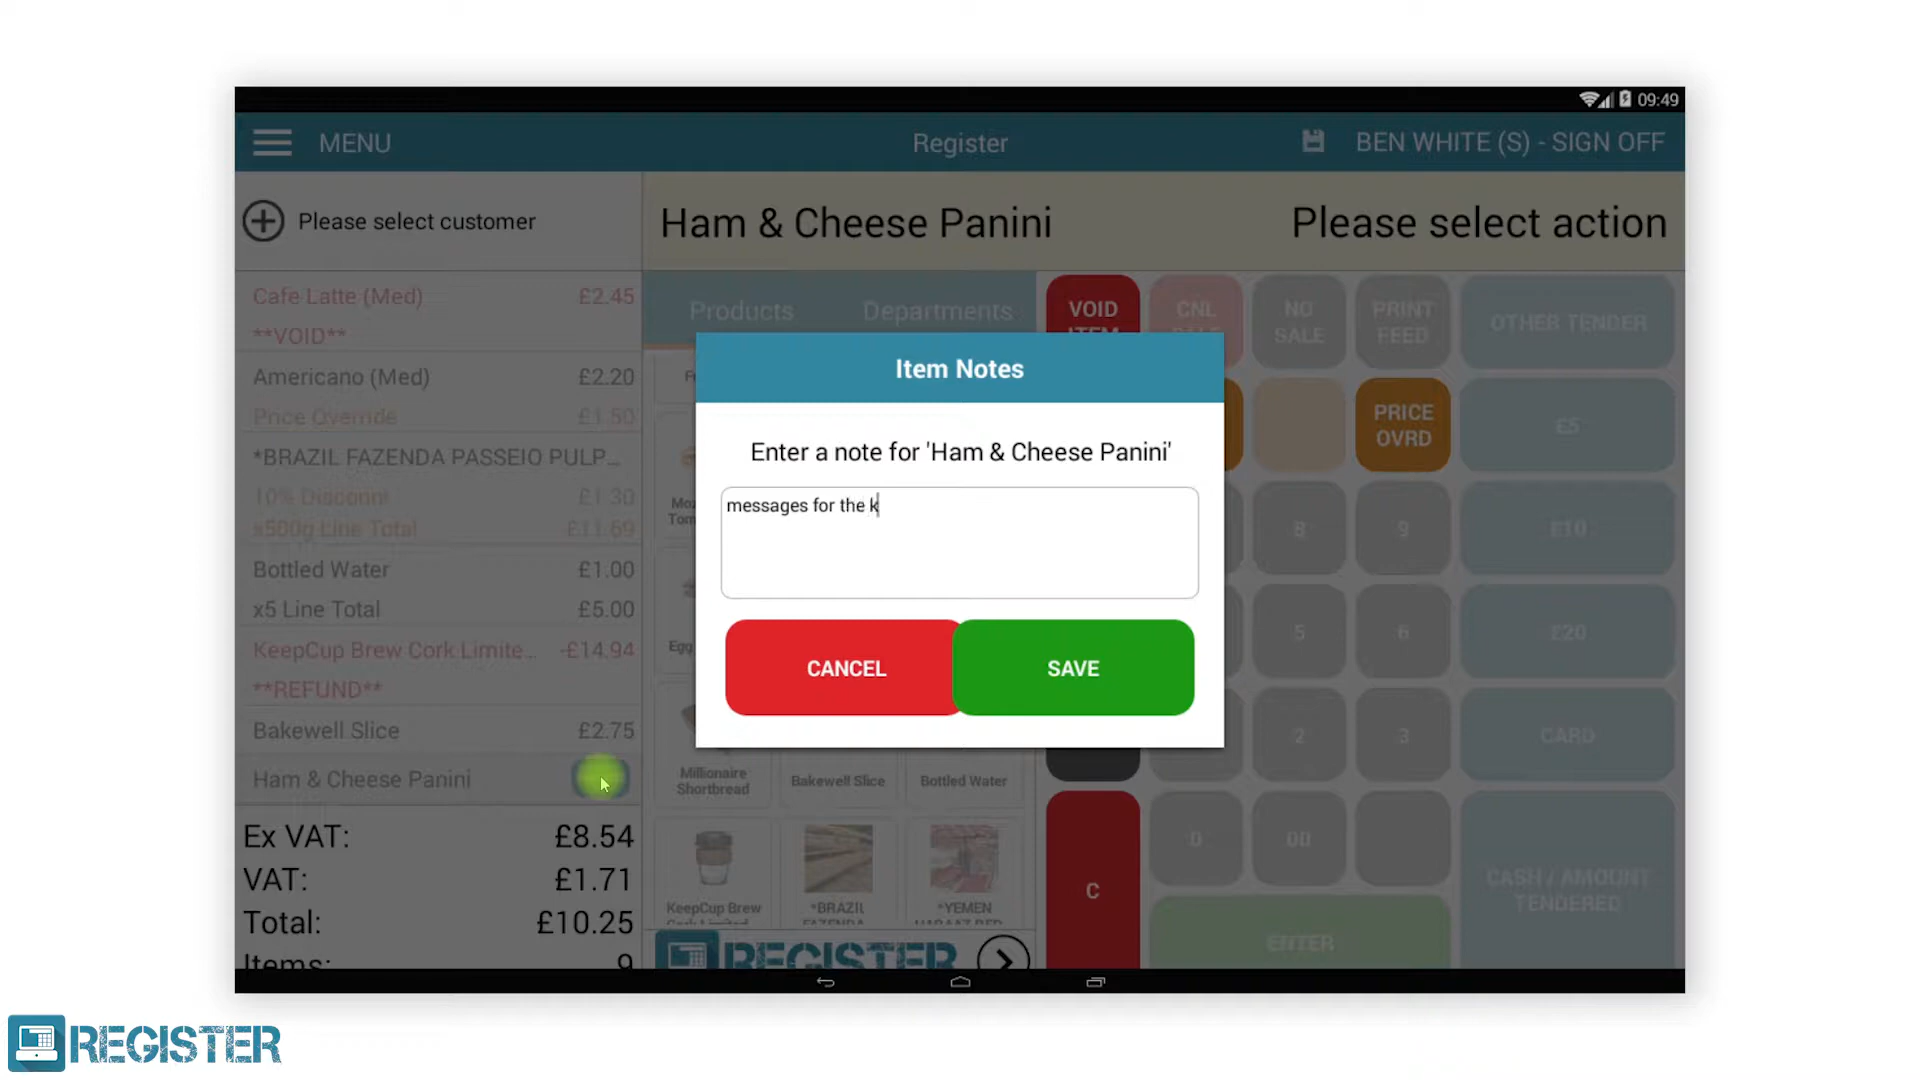 09:49
MENU
Register
BEN WHITE (S) - SIGN OFF
Please select customer
Ham & Cheese Panini
Please select action
Cafe Latte (Med) £2.45
**VOID**
Americano (Med) £2.20
Price Override £1.50
*BRAZIL FAZENDA PASSEIO PULP...
10% Discount £1.30
x500g Line Total £11.69
Bottled Water £1.00
x5 Line Total £5.00
KeepCup Brew Cork Limite... -£14.94
**REFUND**
Bakewell Slice £2.75
Ham & Cheese Panini
Ex VAT: £8.54
VAT: £1.71
Total: £10.25
Items: 9
Products
Departments
Item Notes
Enter a note for 'Ham & Cheese Panini'
messages for the k
CANCEL
SAVE
Egg
Millionaire
Shortbread
Bakewell Slice
Bottled Water
KeepCup Brew
*BRAZIL
FAZENDA
*YEMEN
REGISTER
VOID
ITEM
CNL
NO
SALE
PRINT
FEED
OTHER TENDER
PRICE
OVRD
£5
8
9
£10
5
6
£20
2
3
CARD
C
0
00
CASH / AMOUNT
TENDERED
ENTER
REGISTER